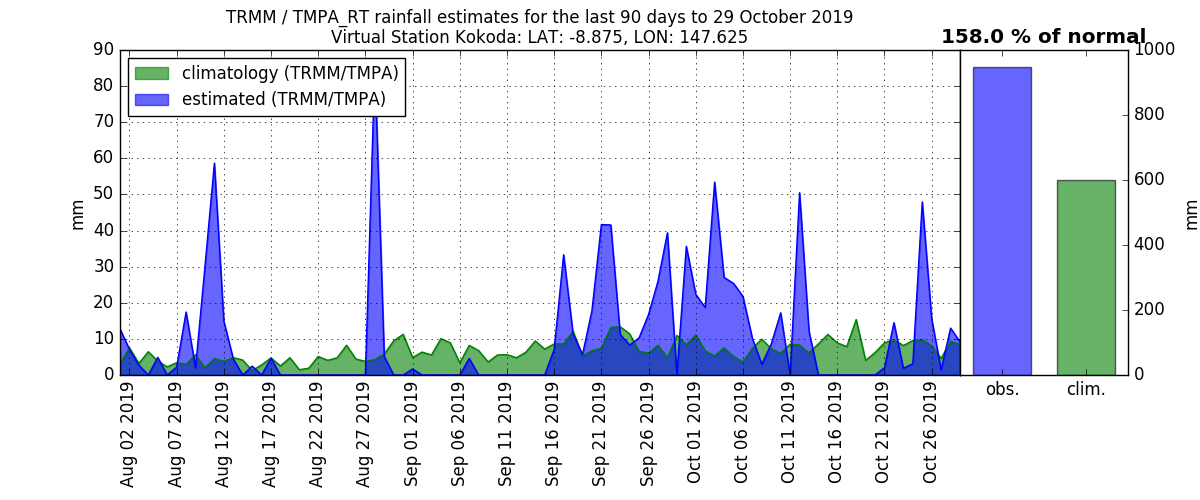 TRMM / TMPA_RT rainfall estimates for the last 90 days to 29 October 2019
Virtual Station Kokoda: LAT: -8.875, LON: 147.625
158.0 % of normal
climatology (TRMM/TMPA)
estimated (TRMM/TMPA)
mm
90
80
70
60
50
40
30
20
10
0
Aug 02 2019
Aug 07 2019
Aug 12 2019
Aug 17 2019
Aug 22 2019
Aug 27 2019
Sep 01 2019
Sep 06 2019
Sep 11 2019
Sep 16 2019
Sep 21 2019
Sep 26 2019
Oct 01 2019
Oct 06 2019
Oct 11 2019
Oct 16 2019
Oct 21 2019
Oct 26 2019
obs.
clim.
1000
800
600
400
200
0
mm